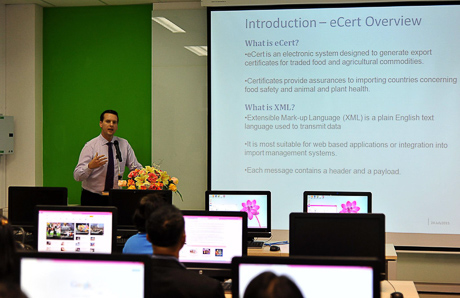 Introduction – eCert Overview
What is eCert?
•eCert is an electronic system designed to generate export
certificates for traded food and agricultural commodities.
•Certificates provide assurances to importing countries concerning
food safety and animal and plant health.
What is XML?
•Extensible Mark-up Language (XML) is a plain English text
language used to transmit data
•It is most suitable for web based applications or integration into
import management systems.
•Each message contains a header and a payload.